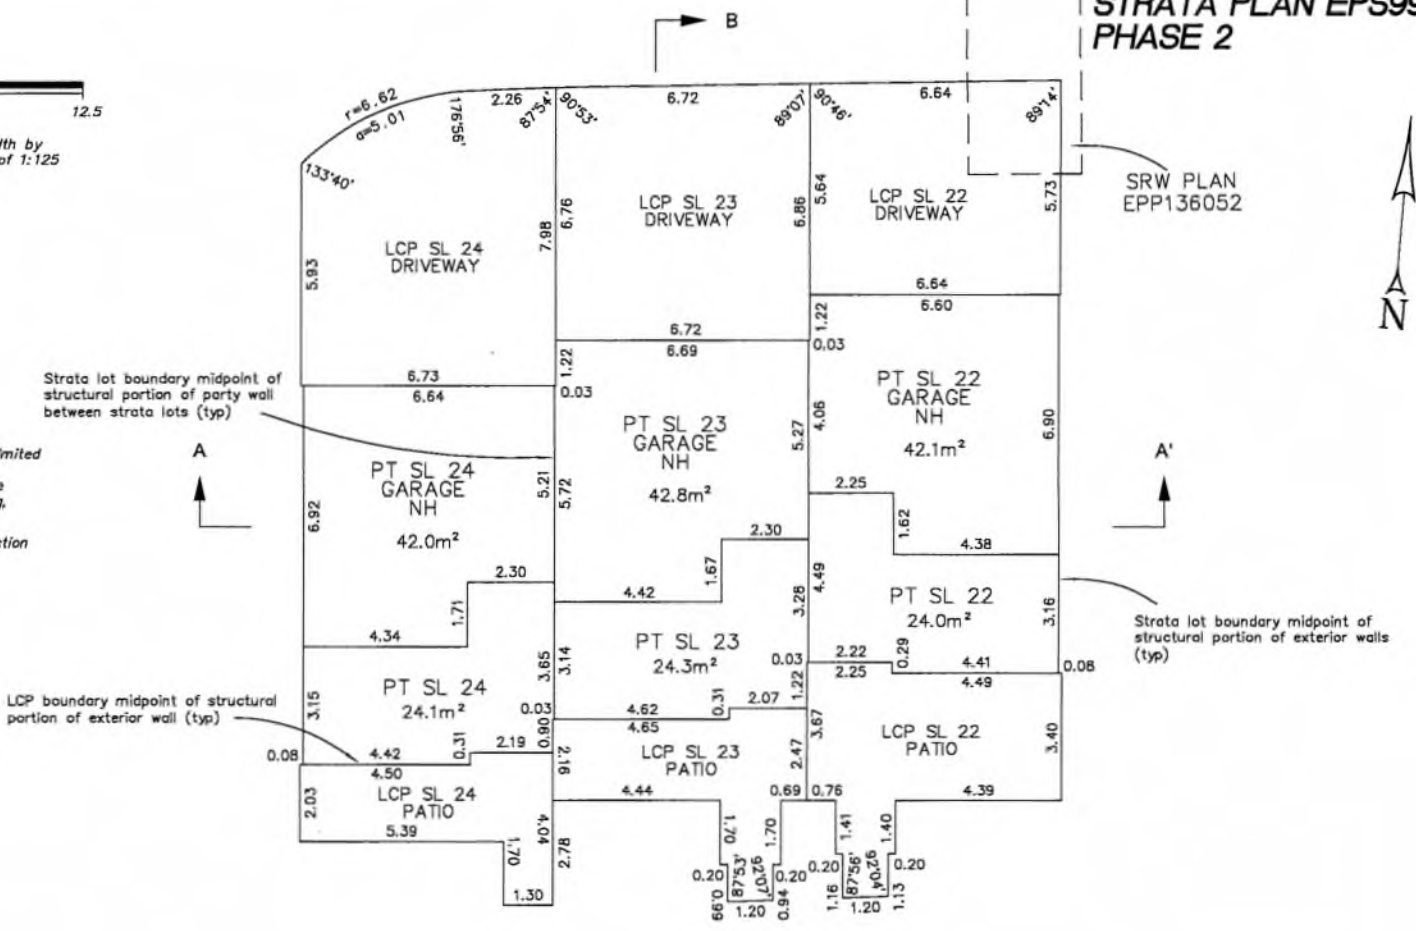 STRATA PLAN EPS99
PHASE 2
B
12.5
lth by
of 1:125
r=6.62
a=5.01
176°56'
2.26
87°54'
90°53'
6.72
89°07'
90°46'
6.64
89°14'
133°40'
5.93
7.98
6.76
6.86
5.64
5.73
LCP SL 24
DRIVEWAY
LCP SL 23
DRIVEWAY
LCP SL 22
DRIVEWAY
SRW PLAN
EPP136052
N
6.64
6.60
1.22
0.03
6.72
6.69
1.22
0.03
6.73
6.64
Strata lot boundary midpoint of
structural portion of party wall
between strata lots (typ)
imited
ction
A
A'
PT SL 24
GARAGE
NH
42.0m²
PT SL 23
GARAGE
NH
42.8m²
PT SL 22
GARAGE
NH
42.1m²
6.92
5.21
5.72
5.27
4.06
6.90
2.25
1.62
4.38
2.30
1.67
4.42
2.30
1.71
4.34
PT SL 24
24.1m²
PT SL 23
24.3m²
PT SL 22
24.0m²
3.15
3.65
3.14
3.28
4.49
3.16
Strata lot boundary midpoint of
structural portion of exterior walls
(typ)
LCP boundary midpoint of structural
portion of exterior wall (typ)
0.03
2.22
2.25
0.29
4.41
4.49
0.08
1.22
0.03
4.62
4.65
0.31
2.07
0.90
0.08
4.42
4.50
0.31
2.19
2.16
2.47
3.67
3.40
LCP SL 24
PATIO
LCP SL 23
PATIO
LCP SL 22
PATIO
2.03
5.39
1.70
1.30
4.04
2.78
4.44
0.69
0.76
4.39
1.70
1.70
1.41
1.40
0.20
0.20
0.20
0.20
87°53'
92°07'
87°56'
92°04'
0.99
1.20
0.94
1.16
1.20
1.13